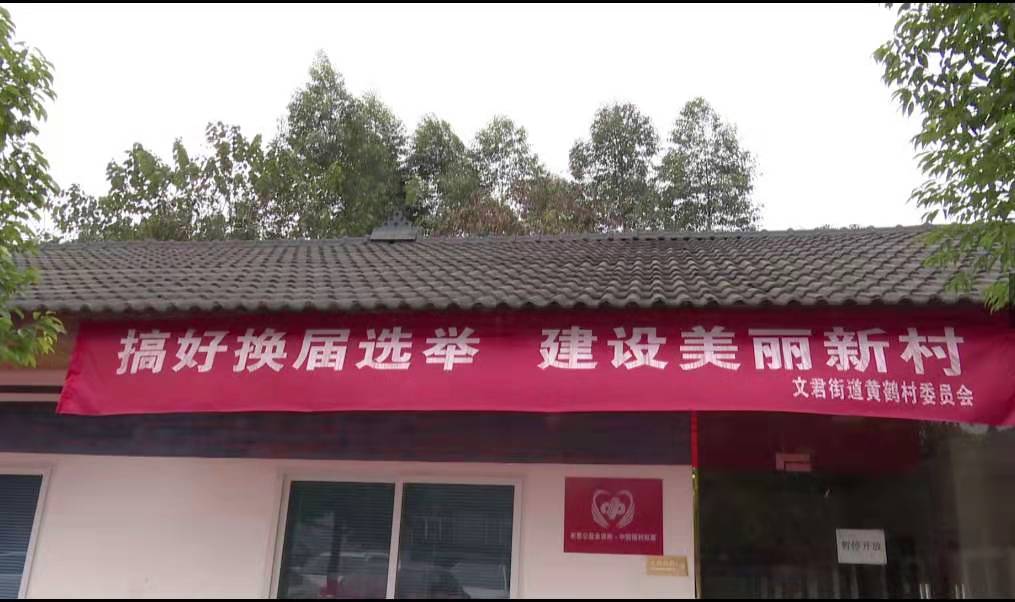 搞好换届选举 建设美丽新村
文君街道黄鹤村委员会
暂停开放